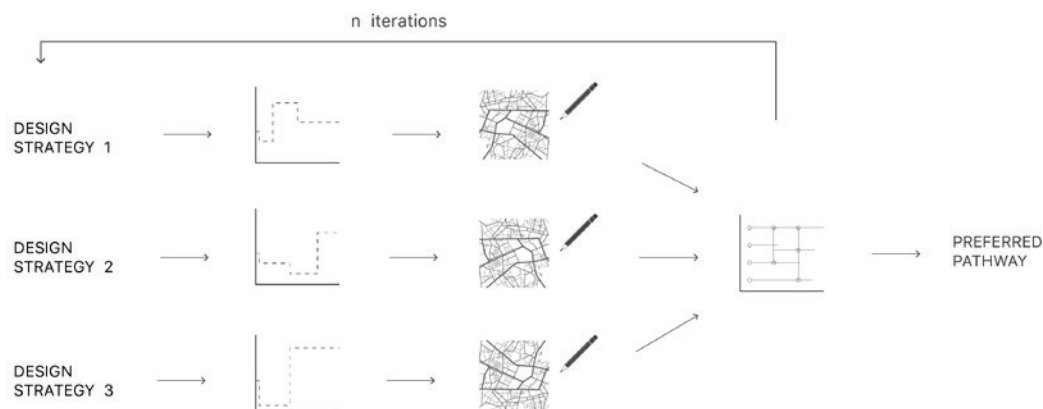 n iterations
DESIGN
STRATEGY 1
DESIGN
STRATEGY 2
PREFERRED
PATHWAY
DESIGN
STRATEGY 3